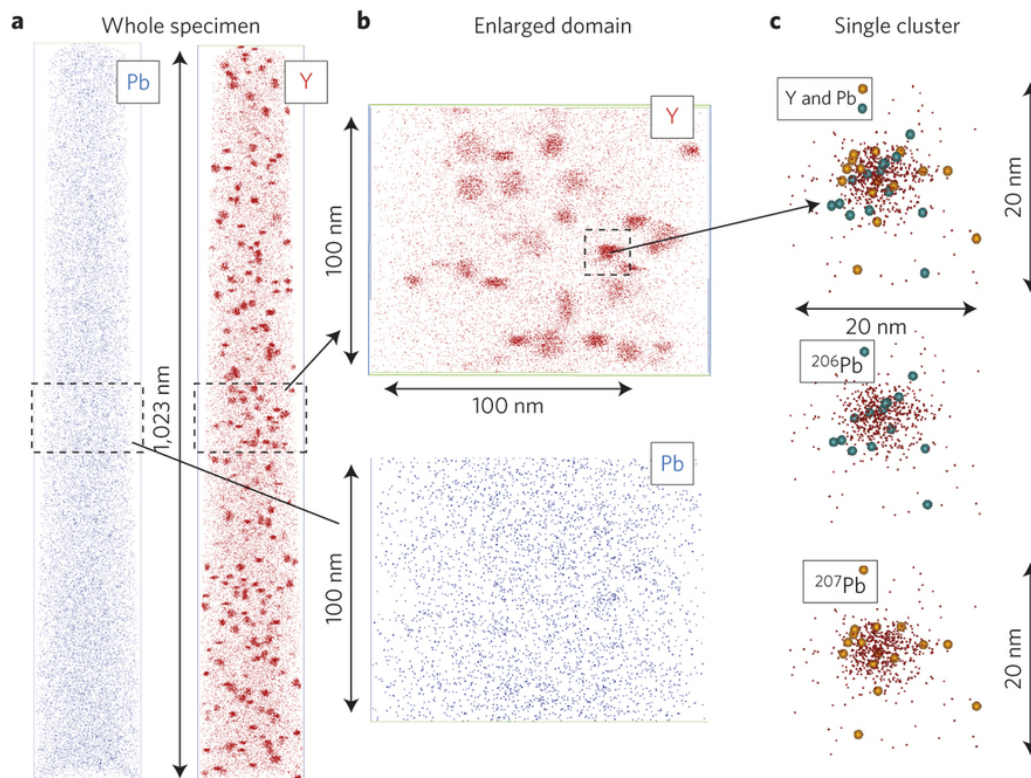 a Whole specimen
Pb
Y
1,023 nm
b Enlarged domain
Y
100 nm
100 nm
Pb
100 nm
c Single cluster
Y and Pb
20 nm
20 nm
²⁰⁶Pb
²⁰⁷Pb
20 nm